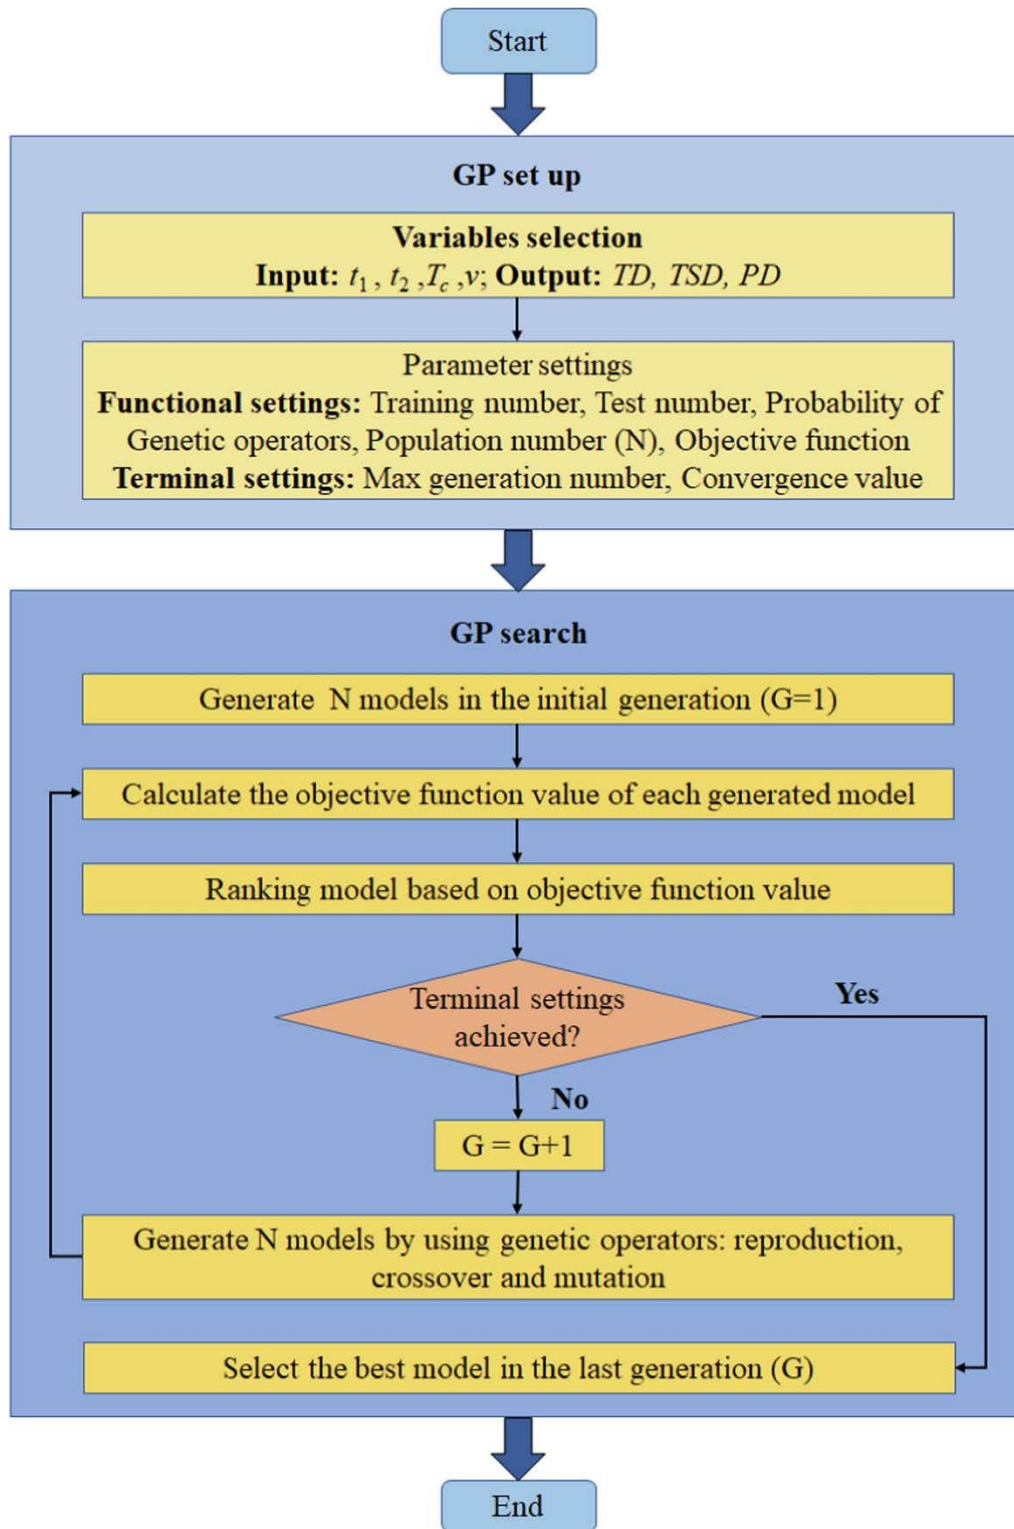 Start
GP set up
Variables selection
Input: t₁ , t₂ ,T꜀ ,v; Output: TD, TSD, PD
Parameter settings
Functional settings: Training number, Test number, Probability of
Genetic operators, Population number (N), Objective function
Terminal settings: Max generation number, Convergence value
GP search
Generate N models in the initial generation (G=1)
Calculate the objective function value of each generated model
Ranking model based on objective function value
Terminal settings
achieved?
Yes
No
G = G+1
Generate N models by using genetic operators: reproduction,
crossover and mutation
Select the best model in the last generation (G)
End